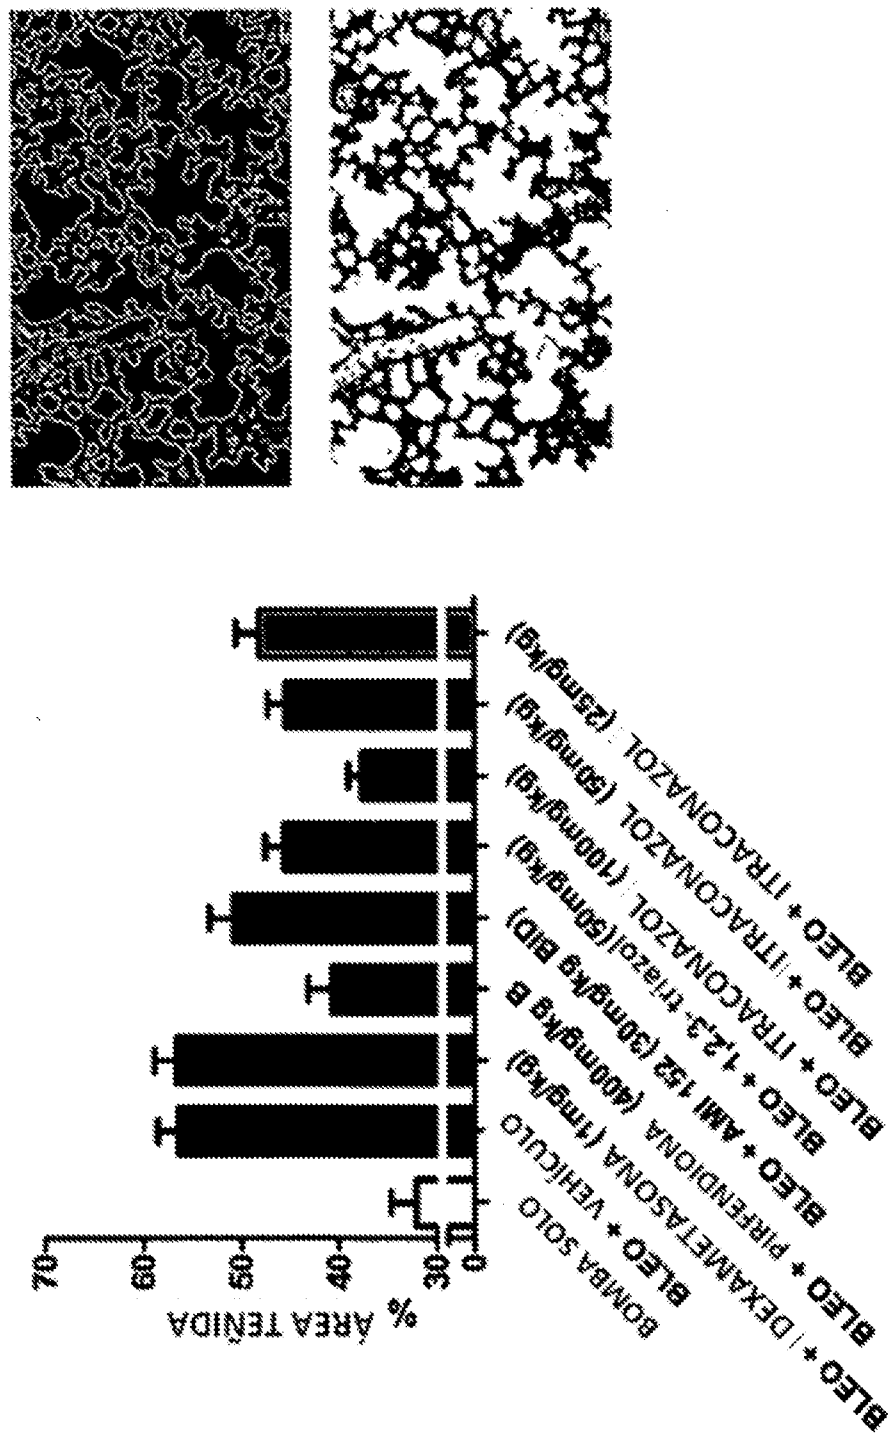 % ÁREA TEÑIDA
70
60
50
40
30
0
BOMBA SOLO
BLEO + VEHÍCULO
BLEO + DEXAMETASONA (1mg/kg)
BLEO + PIRFENDIONA (400mg/kg B
BLEO + AMI 152 (30mg/kg BID)
BLEO + 1,2,3- triazol(50mg/kg)
BLEO + ITRACONAZOL (100mg/kg)
BLEO + ITRACONAZOL (50mg/kg)
BLEO + ITRACONAZOL (25mg/kg)